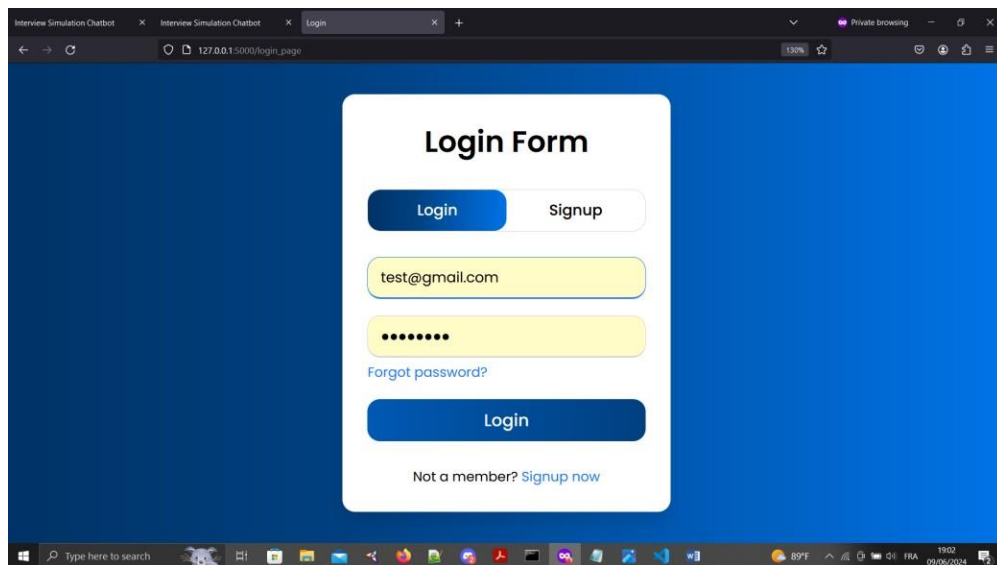 Interview Simulation Chatbot
Interview Simulation Chatbot
Login
Private browsing
127.0.0.1:5000/login_page
130%
Login Form
Login
Signup
test@gmail.com
Forgot password?
Login
Not a member? Signup now
Type here to search
89°F
FRA
19:02
09/06/2024